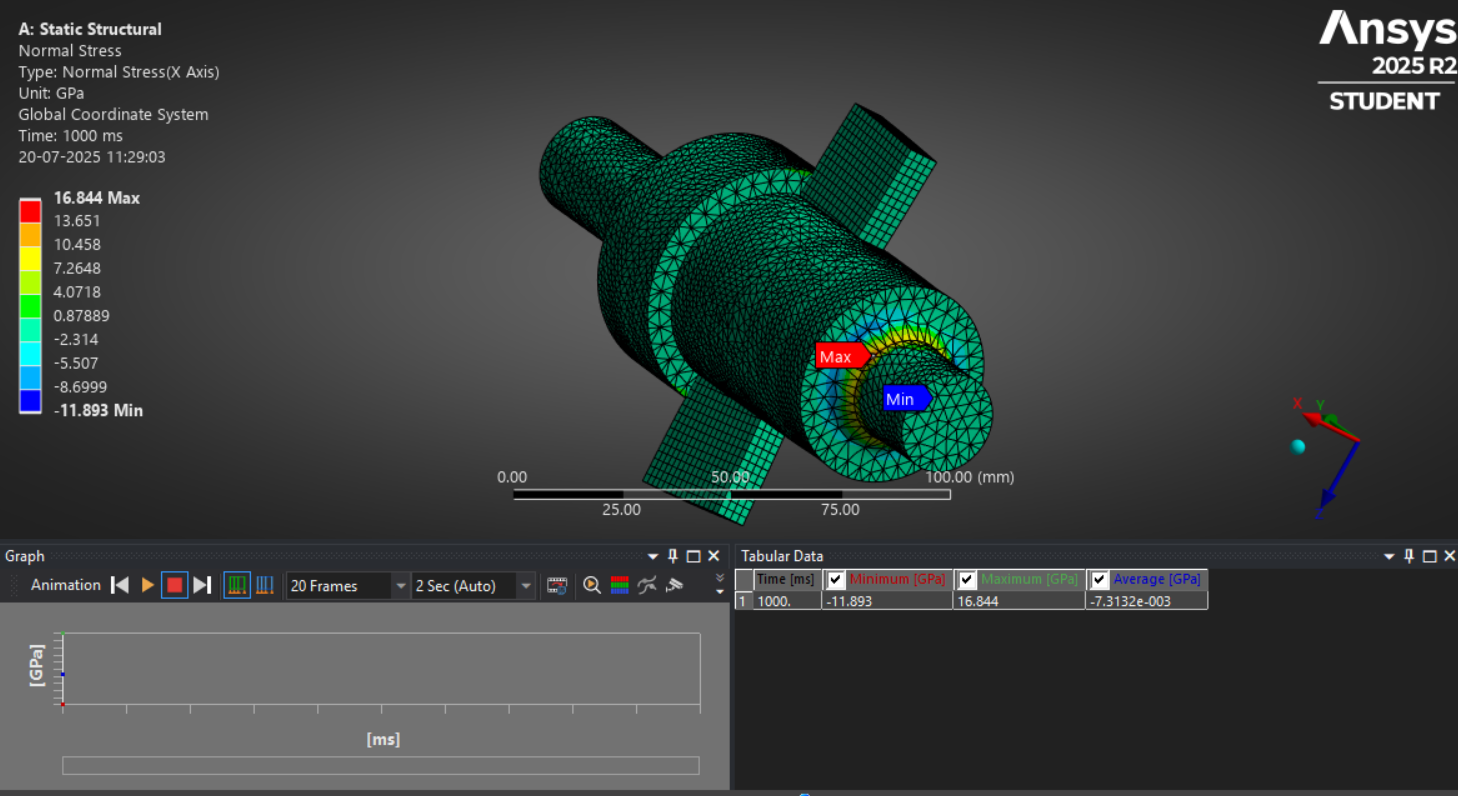 A: Static Structural
Normal Stress
Type: Normal Stress(X Axis)
Unit: GPa
Global Coordinate System
Time: 1000 ms
20-07-2025 11:29:03
16.844 Max
13.651
10.458
7.2648
4.0718
0.87889
-2.314
-5.507
-8.6999
-11.893 Min
Ansys
2025 R2
STUDENT
Max
Min
X Y
Z
0.00 50.00 100.00 (mm)
25.00 75.00
Graph
Animation 20 Frames 2 Sec (Auto)
[GPa]
[ms]
Tabular Data
Time [ms] Minimum [GPa] Maximum [GPa] Average [GPa]
1 1000. -11.893 16.844 -7.3132e-003